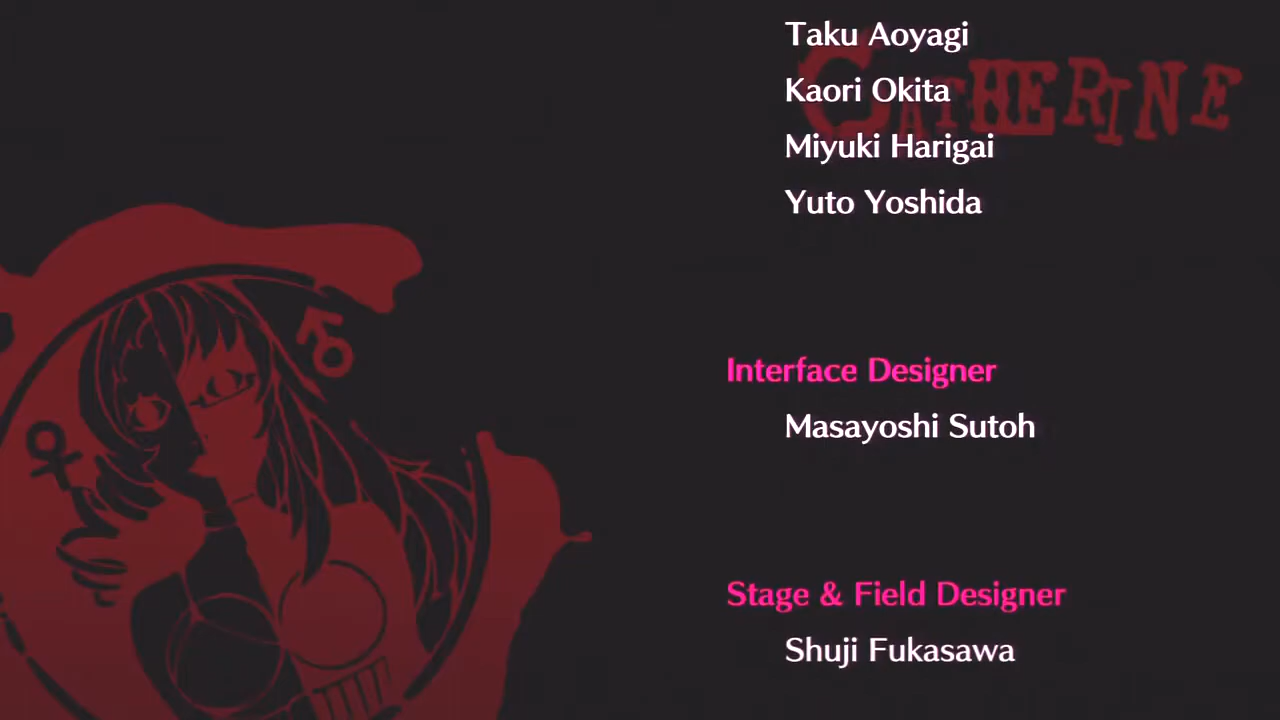 Taku Aoyagi
CATHERINE
Kaori Okita
Miyuki Harigai
Yuto Yoshida
Interface Designer
Masayoshi Sutoh
Stage & Field Designer
Shuji Fukasawa